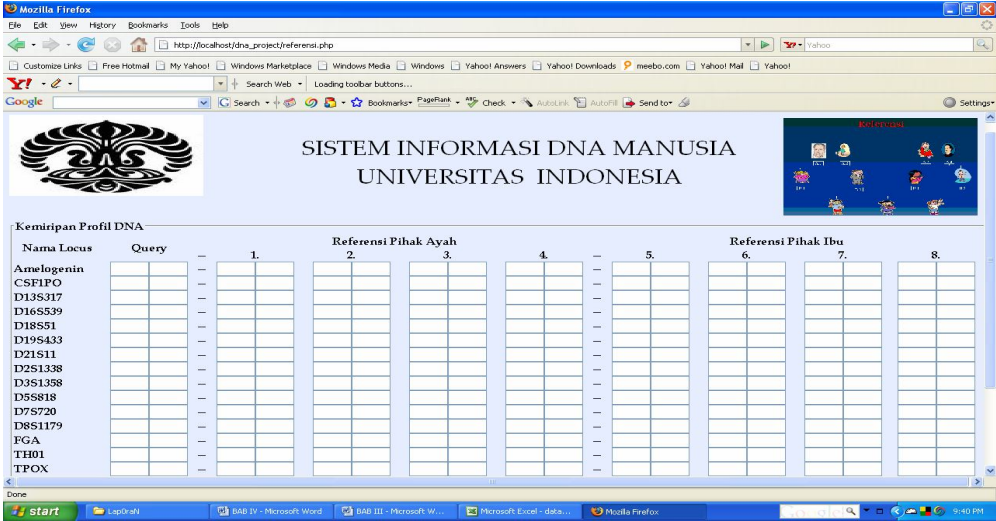 Mozilla Firefox
File Edit View History Bookmarks Tools Help
http://localhost/dna_project/referensi.php
Yahoo
Customize Links Free Hotmail My Yahoo! Windows Marketplace Windows Media Windows Yahoo! Answers Yahoo! Downloads meebo.com Yahoo! Mail Yahoo!
Y! Search Web Loading toolbar buttons...
Google G Search Bookmarks PageRank Check AutoLink AutoFill Send to Settings
SISTEM INFORMASI DNA MANUSIA
UNIVERSITAS INDONESIA
Referensi
Kemiripan Profil DNA
Nama Locus Query Referensi Pihak Ayah Referensi Pihak Ibu
– 1. 2. 3. 4. – 5. 6. 7. 8.
Amelogenin – –
CSF1PO – –
D13S317 – –
D16S539 – –
D18S51 – –
D19S433 – –
D21S11 – –
D2S1338 – –
D3S1358 – –
D5S818 – –
D7S720 – –
D8S1179 – –
FGA – –
TH01 – –
TPOX – –
Done
start Lap0raN BAB IV - Microsoft Word BAB III - Microsoft W... Microsoft Excel - data... Mozilla Firefox 9:40 PM